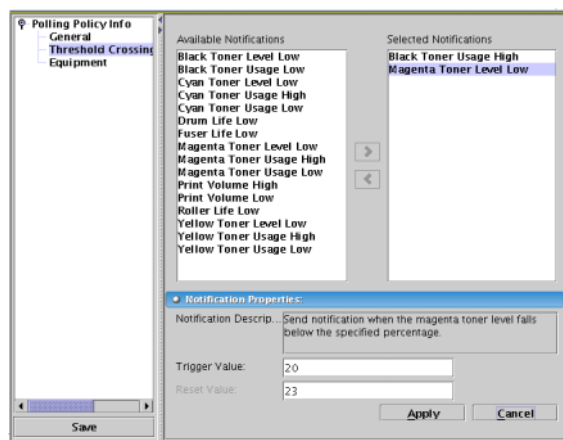 Polling Policy Info
General
Threshold Crossing
Equipment
Save
Available Notifications
Black Toner Level Low
Black Toner Usage Low
Cyan Toner Level Low
Cyan Toner Usage High
Cyan Toner Usage Low
Drum Life Low
Fuser Life Low
Magenta Toner Level Low
Magenta Toner Usage High
Magenta Toner Usage Low
Print Volume High
Print Volume Low
Roller Life Low
Yellow Toner Level Low
Yellow Toner Usage High
Yellow Toner Usage Low
Selected Notifications
Black Toner Usage High
Magenta Toner Level Low
Notification Properties:
Notification Descrip...
Send notification when the magenta toner level falls
below the specified percentage.
Trigger Value: 20
Reset Value: 23
Apply Cancel